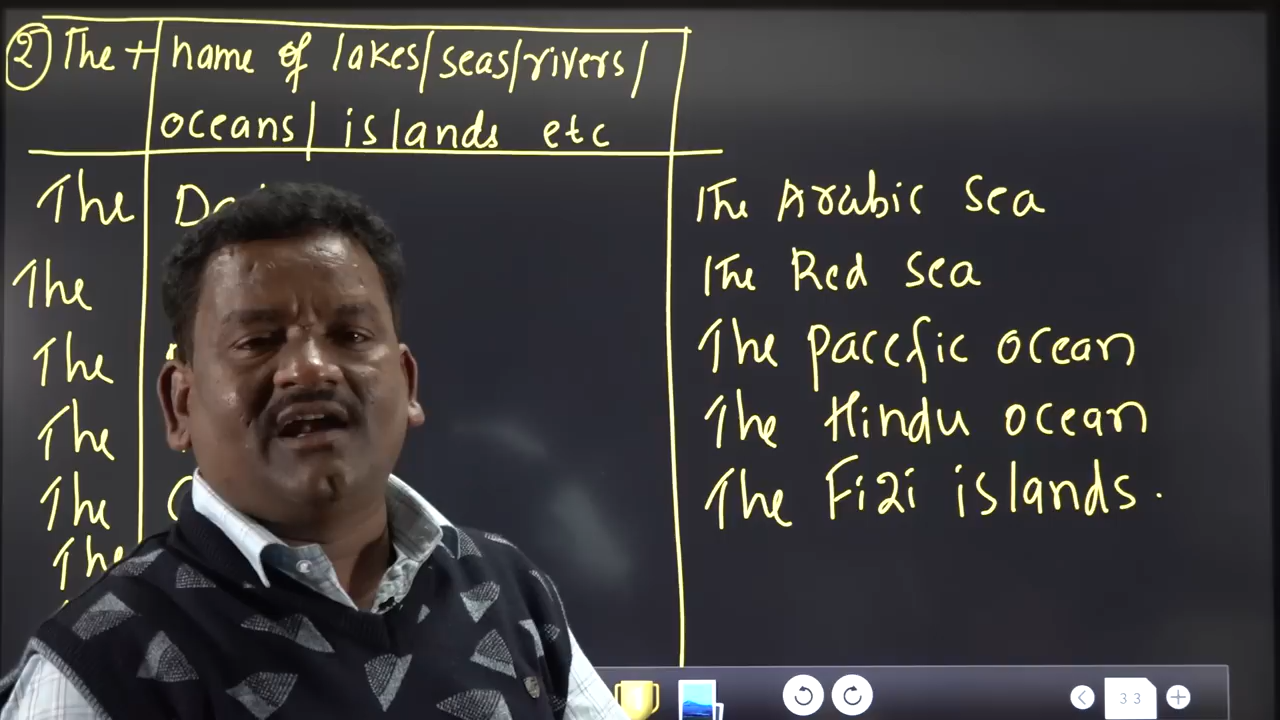 ② The + name of lakes/seas/rivers/
oceans/ islands etc
The
The
The
The
The
The
The Arabic Sea
The Red Sea
The pacefic ocean
The Hindu ocean
The Fizi islands.
33